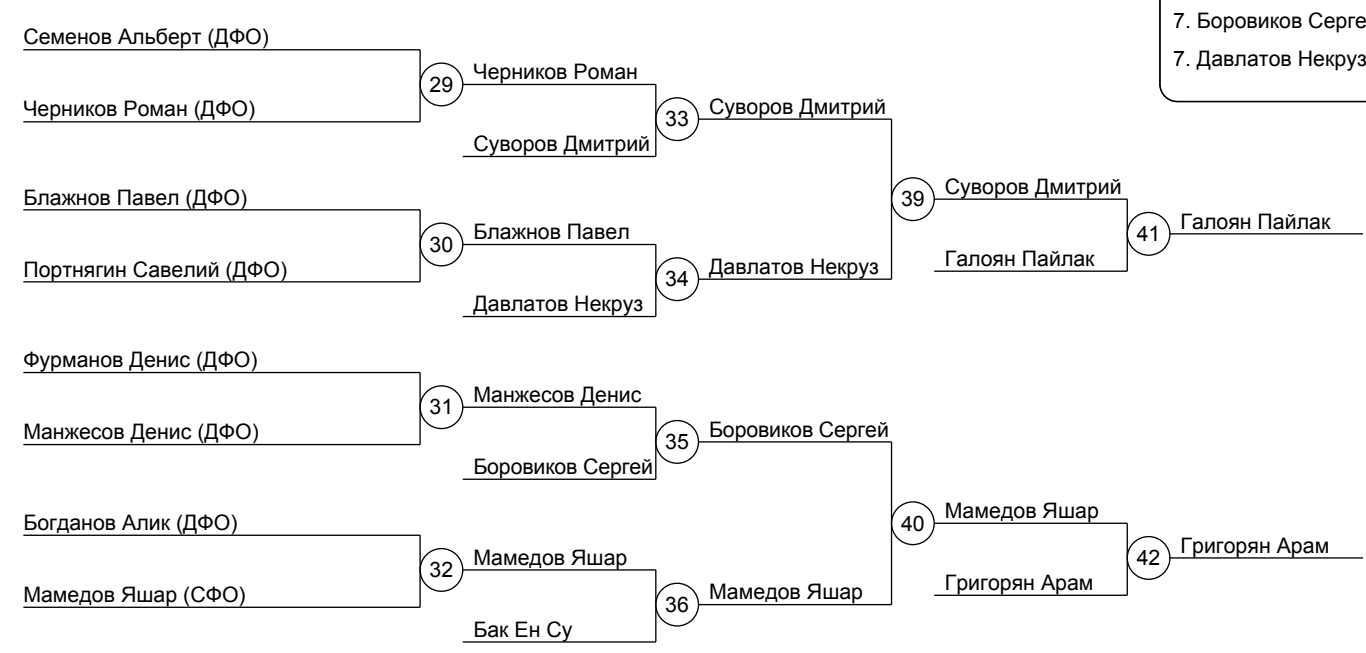 7. Боровиков Серге
7. Давлатов Некруз
Семенов Альберт (ДФО)
29
Черников Роман
Черников Роман (ДФО)
33
Суворов Дмитрий
Суворов Дмитрий
Блажнов Павел (ДФО)
39
Суворов Дмитрий
30
Блажнов Павел
41
Галоян Пайлак
Портнягин Савелий (ДФО)
34
Давлатов Некруз
Галоян Пайлак
Давлатов Некруз
Фурманов Денис (ДФО)
31
Манжесов Денис
Манжесов Денис (ДФО)
35
Боровиков Сергей
Боровиков Сергей
Богданов Алик (ДФО)
40
Мамедов Яшар
32
Мамедов Яшар
42
Григорян Арам
Мамедов Яшар (СФО)
36
Мамедов Яшар
Григорян Арам
Бак Ен Су